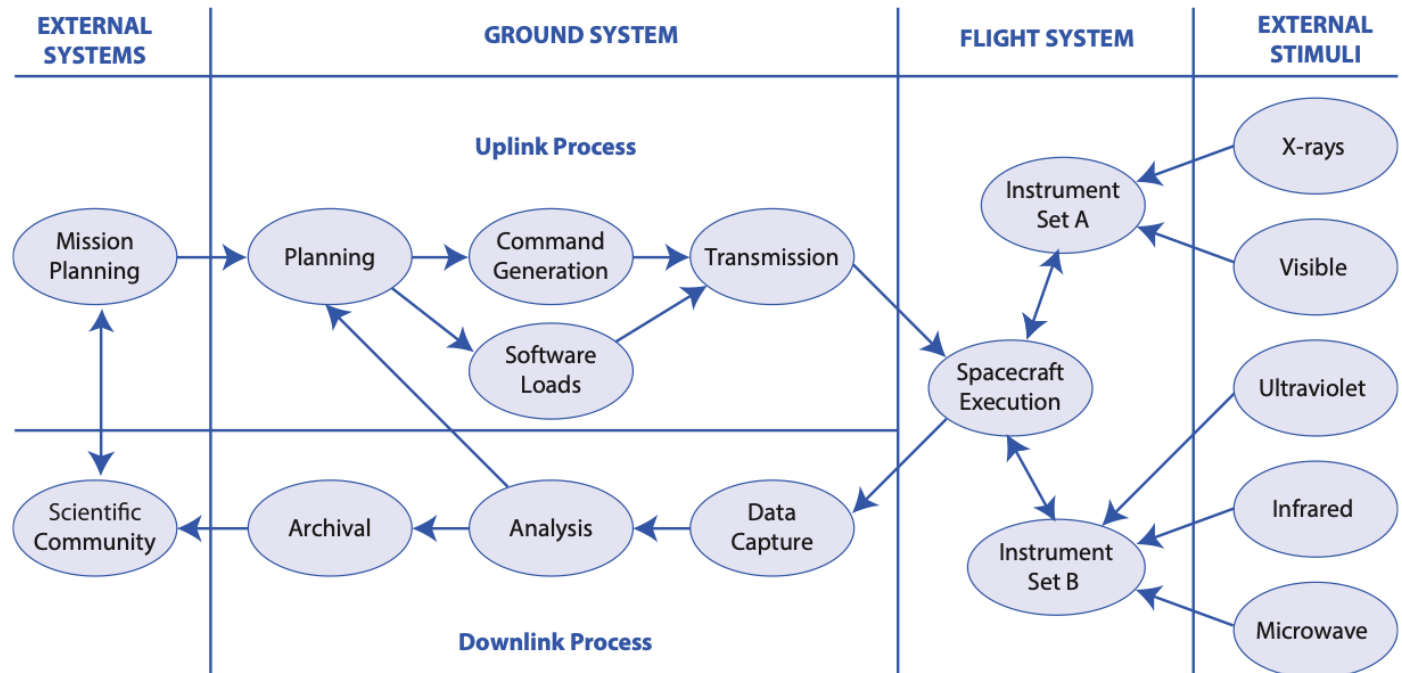 EXTERNAL
SYSTEMS
GROUND SYSTEM
FLIGHT SYSTEM
EXTERNAL
STIMULI
Uplink Process
Mission
Planning
Planning
Command
Generation
Transmission
Software
Loads
Instrument
Set A
X-rays
Visible
Spacecraft
Execution
Ultraviolet
Scientific
Community
Archival
Analysis
Data
Capture
Instrument
Set B
Infrared
Microwave
Downlink Process